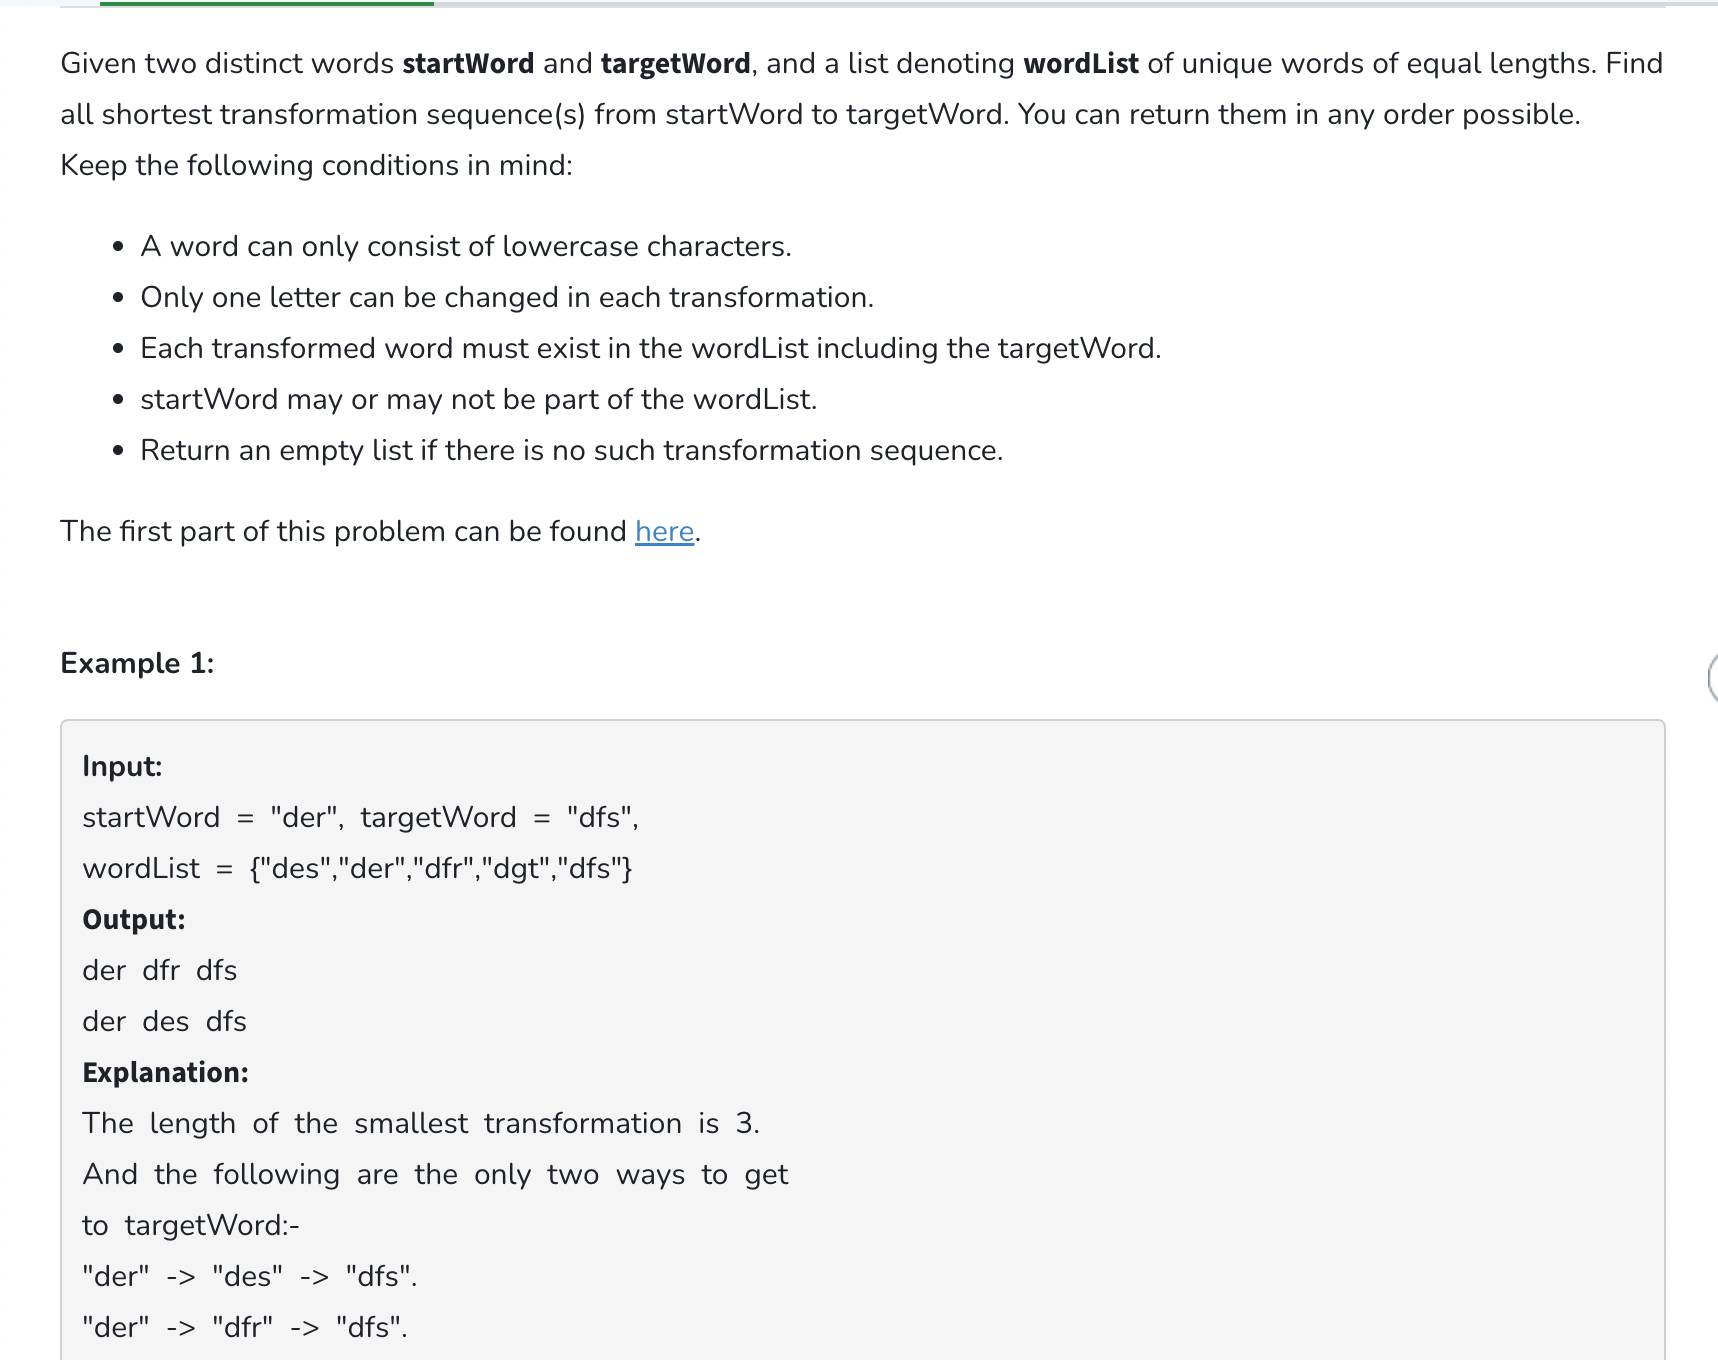 Given two distinct words startWord and targetWord, and a list denoting wordList of unique words of equal lengths. Find
all shortest transformation sequence(s) from startWord to targetWord. You can return them in any order possible.
Keep the following conditions in mind:
• A word can only consist of lowercase characters.
• Only one letter can be changed in each transformation.
• Each transformed word must exist in the wordList including the targetWord.
• startWord may or may not be part of the wordList.
• Return an empty list if there is no such transformation sequence.
The first part of this problem can be found here.
Example 1:
Input:
startWord = "der", targetWord = "dfs",
wordList = {"des","der","dfr","dgt","dfs"}
Output:
der dfr dfs
der des dfs
Explanation:
The length of the smallest transformation is 3.
And the following are the only two ways to get
to targetWord:-
"der" -> "des" -> "dfs".
"der" -> "dfr" -> "dfs".